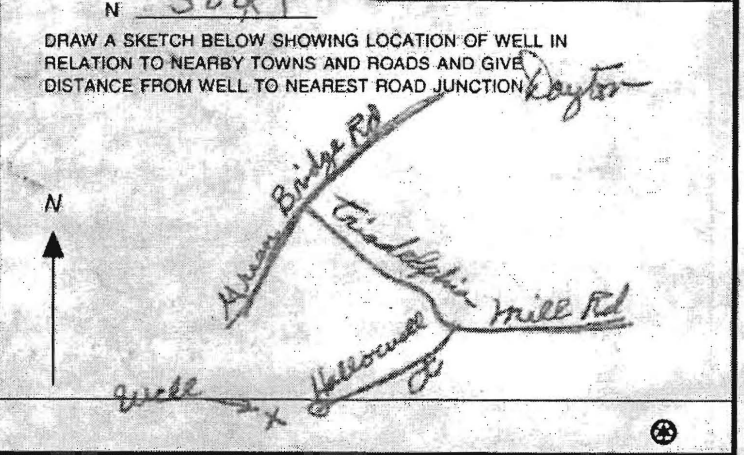 N
DRAW A SKETCH BELOW SHOWING LOCATION OF WELL IN
RELATION TO NEARBY TOWNS AND ROADS AND GIVE
DISTANCE FROM WELL TO NEAREST ROAD JUNCTION
Dayton
Bridge Rd
N
Triadelphia
Mill Rd
Hallowell
Well
X